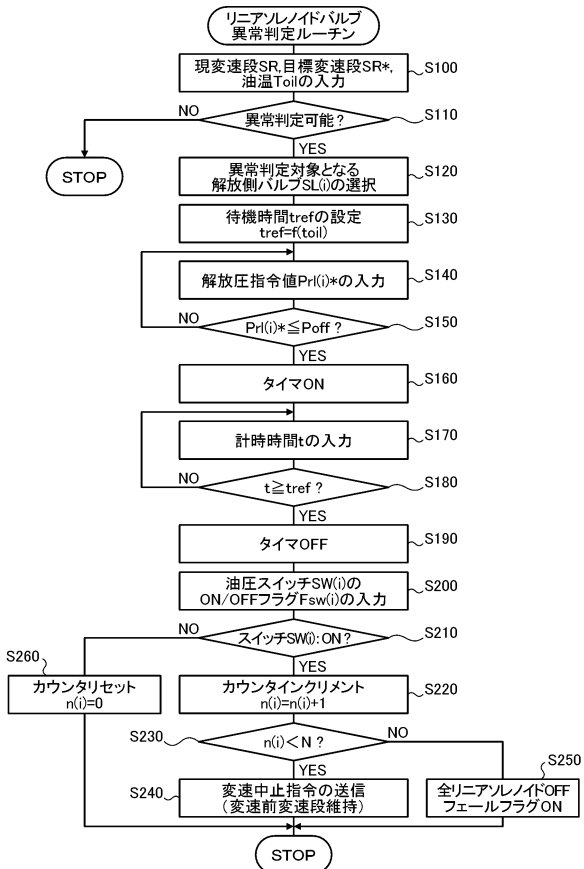 リニアソレノイドバルブ
異常判定ルーチン
現変速段SR,目標変速段SR*,
油温Toilの入力
S100
NO
異常判定可能？
S110
YES
STOP
異常判定対象となる
解放側バルブSL(i)の選択
S120
待機時間trefの設定
tref=f(toil)
S130
解放圧指令値Prl(i)*の入力
S140
NO
Prl(i)*≦Poff？
S150
YES
タイマON
S160
計時時間tの入力
S170
NO
t≧tref？
S180
YES
タイマOFF
S190
油圧スイッチSW(i)の
ON/OFFフラグFsw(i)の入力
S200
NO
スイッチSW(i):ON？
S210
YES
S260
カウンタリセット
n(i)=0
カウンタインクリメント
n(i)=n(i)+1
S220
S230
n(i)<N？
NO
YES
S240
変速中止指令の送信
(変速前変速段維持)
S250
全リニアソレノイドOFF
フェールフラグON
STOP